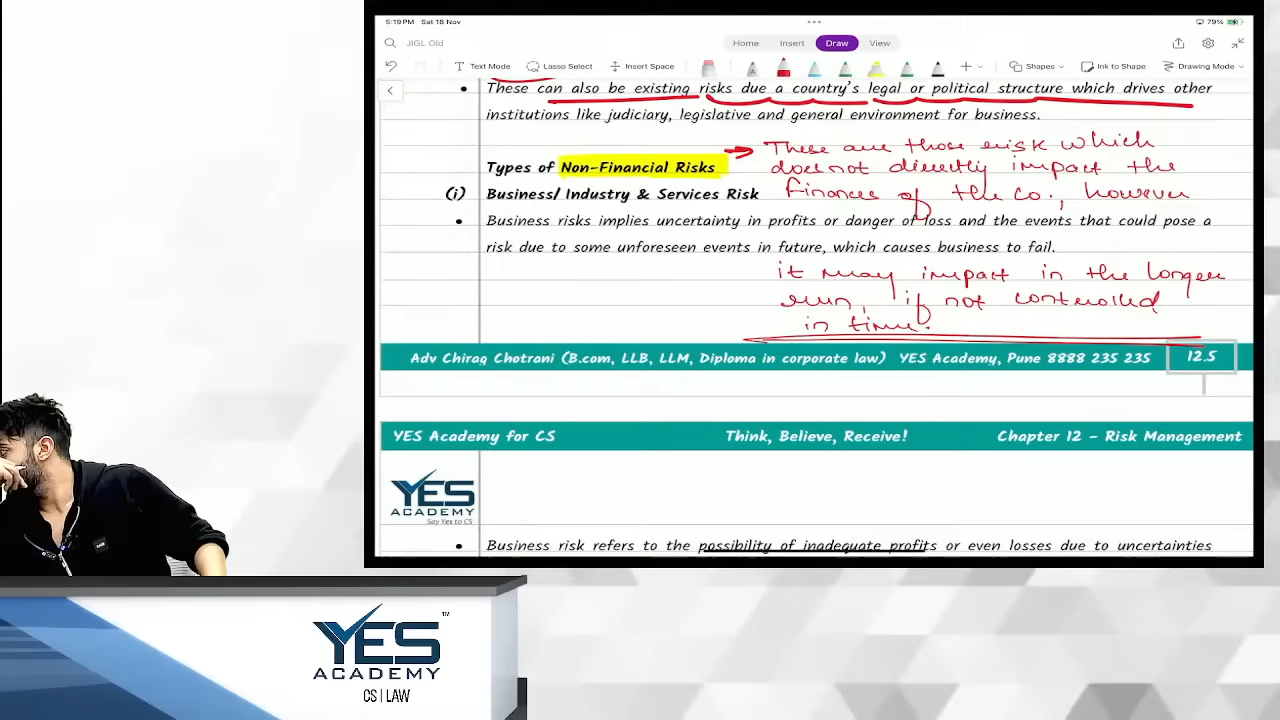 5:19 PM Sat 18 Nov
79%
JIGL Old
Home Insert Draw View
Text Mode Lasso Select Insert Space Shapes Ink to Shape Drawing Mode
These can also be existing risks due a country's legal or political structure which drives other
institutions like judiciary, legislative and general environment for business.
Types of Non-Financial Risks
These are those risk which
does not directly impact the
finances of the Co; however
(i) Business/ Industry & Services Risk
Business risks implies uncertainty in profits or danger of loss and the events that could pose a
risk due to some unforeseen events in future, which causes business to fail.
it may impact in the longer
run, if not controlled
in time.
Adv Chirag Chotrani (B.com, LLB, LLM, Diploma in corporate law) YES Academy, Pune 8888 235 235 12.5
YES Academy for CS Think, Believe, Receive! Chapter 12 – Risk Management
YES
ACADEMY
Say Yes to CS
Business risk refers to the possibility of inadequate profits or even losses due to uncertainties
YES ™
ACADEMY
CS | LAW